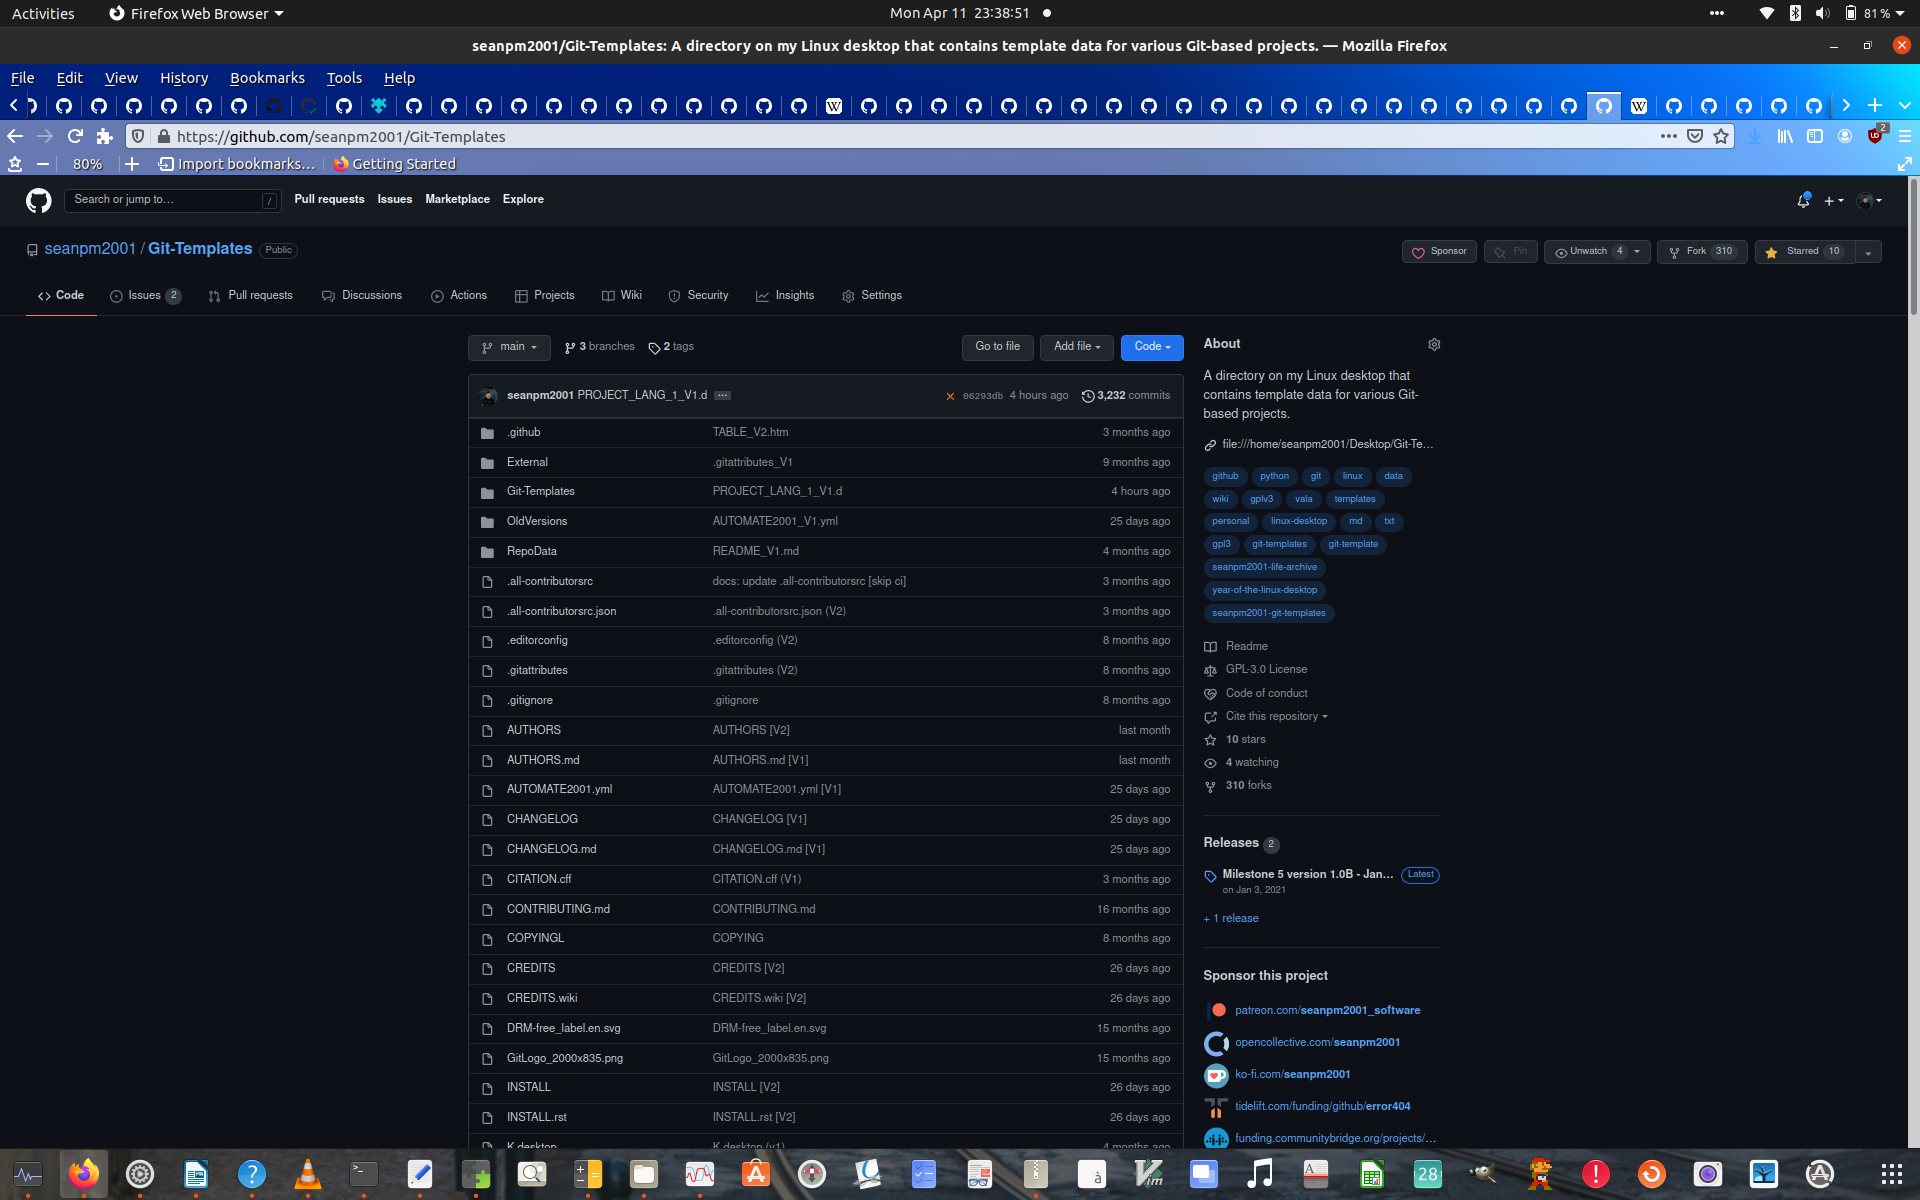 Activities Firefox Web Browser Mon Apr 11 23:38:51 81 %
seanpm2001/Git-Templates: A directory on my Linux desktop that contains template data for various Git-based projects. — Mozilla Firefox
File Edit View History Bookmarks Tools Help
https://github.com/seanpm2001/Git-Templates 2
80% Import bookmarks... Getting Started
Search or jump to... / Pull requests Issues Marketplace Explore
seanpm2001 / Git-Templates Public Sponsor Pin Unwatch 4 Fork 310 Starred 10
Code Issues 2 Pull requests Discussions Actions Projects Wiki Security Insights Settings
main 3 branches 2 tags Go to file Add file Code
seanpm2001 PROJECT_LANG_1_V1.d ... 06293db 4 hours ago 3,232 commits
.github TABLE_V2.htm 3 months ago
External .gitattributes_V1 9 months ago
Git-Templates PROJECT_LANG_1_V1.d 4 hours ago
OldVersions AUTOMATE2001_V1.yml 25 days ago
RepoData README_V1.md 4 months ago
.all-contributorsrc docs: update .all-contributorsrc [skip ci] 3 months ago
.all-contributorsrc.json .all-contributorsrc.json (V2) 3 months ago
.editorconfig .editorconfig (V2) 8 months ago
.gitattributes .gitattributes (V2) 8 months ago
.gitignore .gitignore 8 months ago
AUTHORS AUTHORS [V2] last month
AUTHORS.md AUTHORS.md [V1] last month
AUTOMATE2001.yml AUTOMATE2001.yml [V1] 25 days ago
CHANGELOG CHANGELOG [V1] 25 days ago
CHANGELOG.md CHANGELOG.md [V1] 25 days ago
CITATION.cff CITATION.cff (V1) 3 months ago
CONTRIBUTING.md CONTRIBUTING.md 16 months ago
COPYINGL COPYING 8 months ago
CREDITS CREDITS [V2] 26 days ago
CREDITS.wiki CREDITS.wiki [V2] 26 days ago
DRM-free_label.en.svg DRM-free_label.en.svg 15 months ago
GitLogo_2000x835.png GitLogo_2000x835.png 15 months ago
INSTALL INSTALL [V2] 26 days ago
INSTALL.rst INSTALL.rst [V2] 26 days ago
K.desktop K.desktop (v1) 4 months ago
About
A directory on my Linux desktop that
contains template data for various Git-
based projects.
file:///home/seanpm2001/Desktop/Git-Te...
github python git linux data
wiki gplv3 vala templates
personal linux-desktop md txt
gpl3 git-templates git-template
seanpm2001-life-archive
year-of-the-linux-desktop
seanpm2001-git-templates
Readme
GPL-3.0 License
Code of conduct
Cite this repository
10 stars
4 watching
310 forks
Releases 2
Milestone 5 version 1.0B - Jan... Latest
on Jan 3, 2021
+ 1 release
Sponsor this project
patreon.com/seanpm2001_software
opencollective.com/seanpm2001
ko-fi.com/seanpm2001
tidelift.com/funding/github/error404
funding.communitybridge.org/projects/...
28